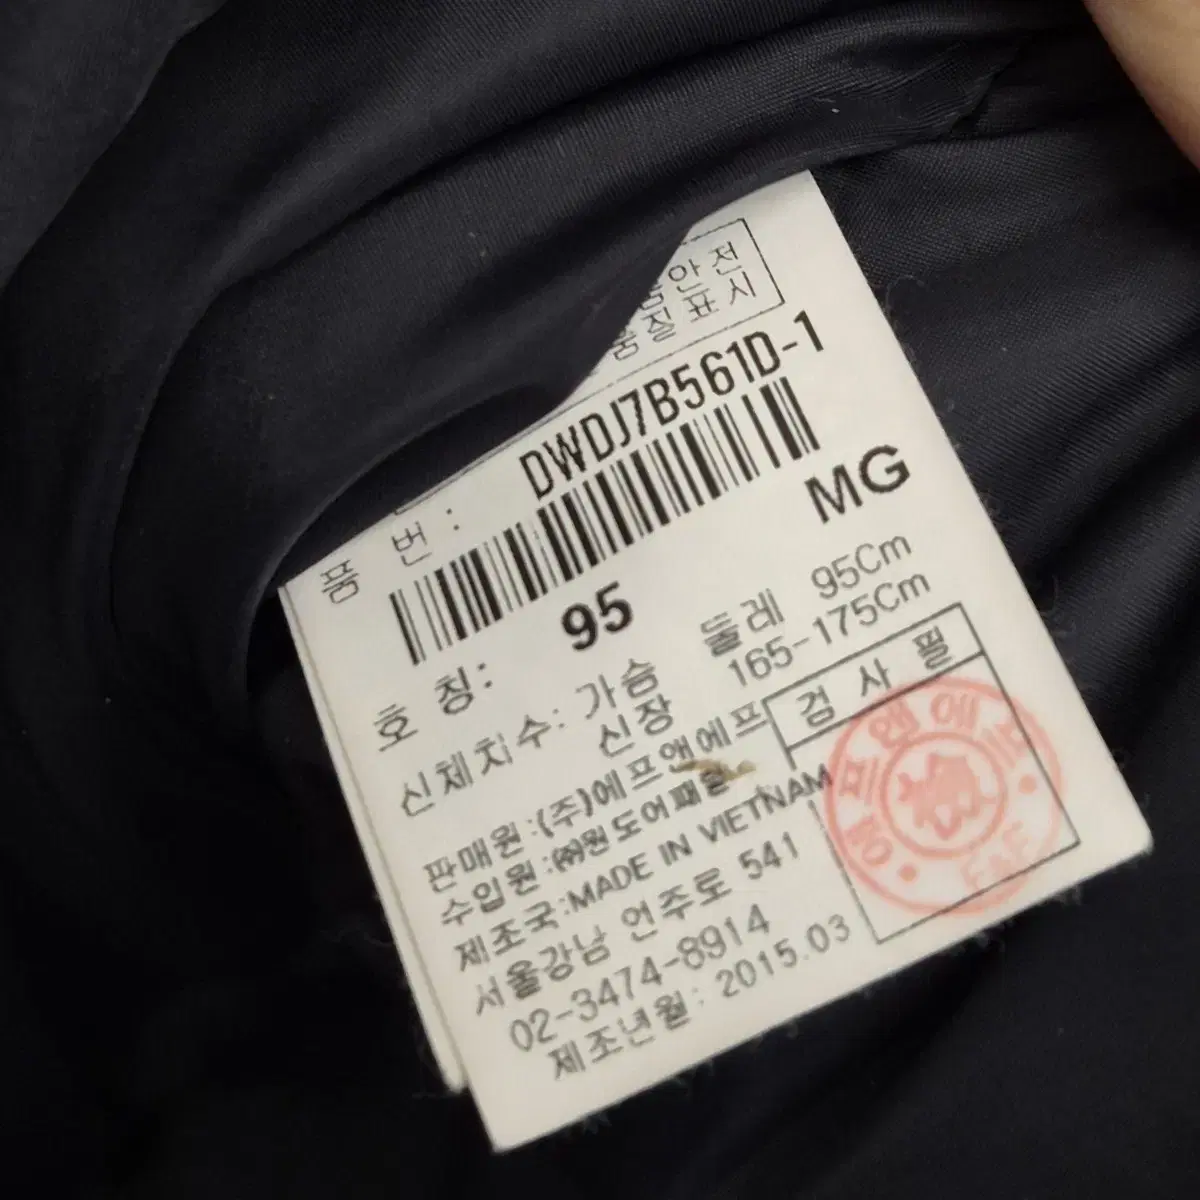 안전
품질표시
품 번: DWDJ7B561D-1
MG
호 칭: 95
신체치수: 가슴 둘레 95Cm
신장 165-175Cm
검 사 필
판매원:(주)에프앤에프
수입원:㈜원도어패럴
제조국:MADE IN VIETNAM
서울강남 언주로 541
02-3474-8914
제조년월: 2015.03
F&F